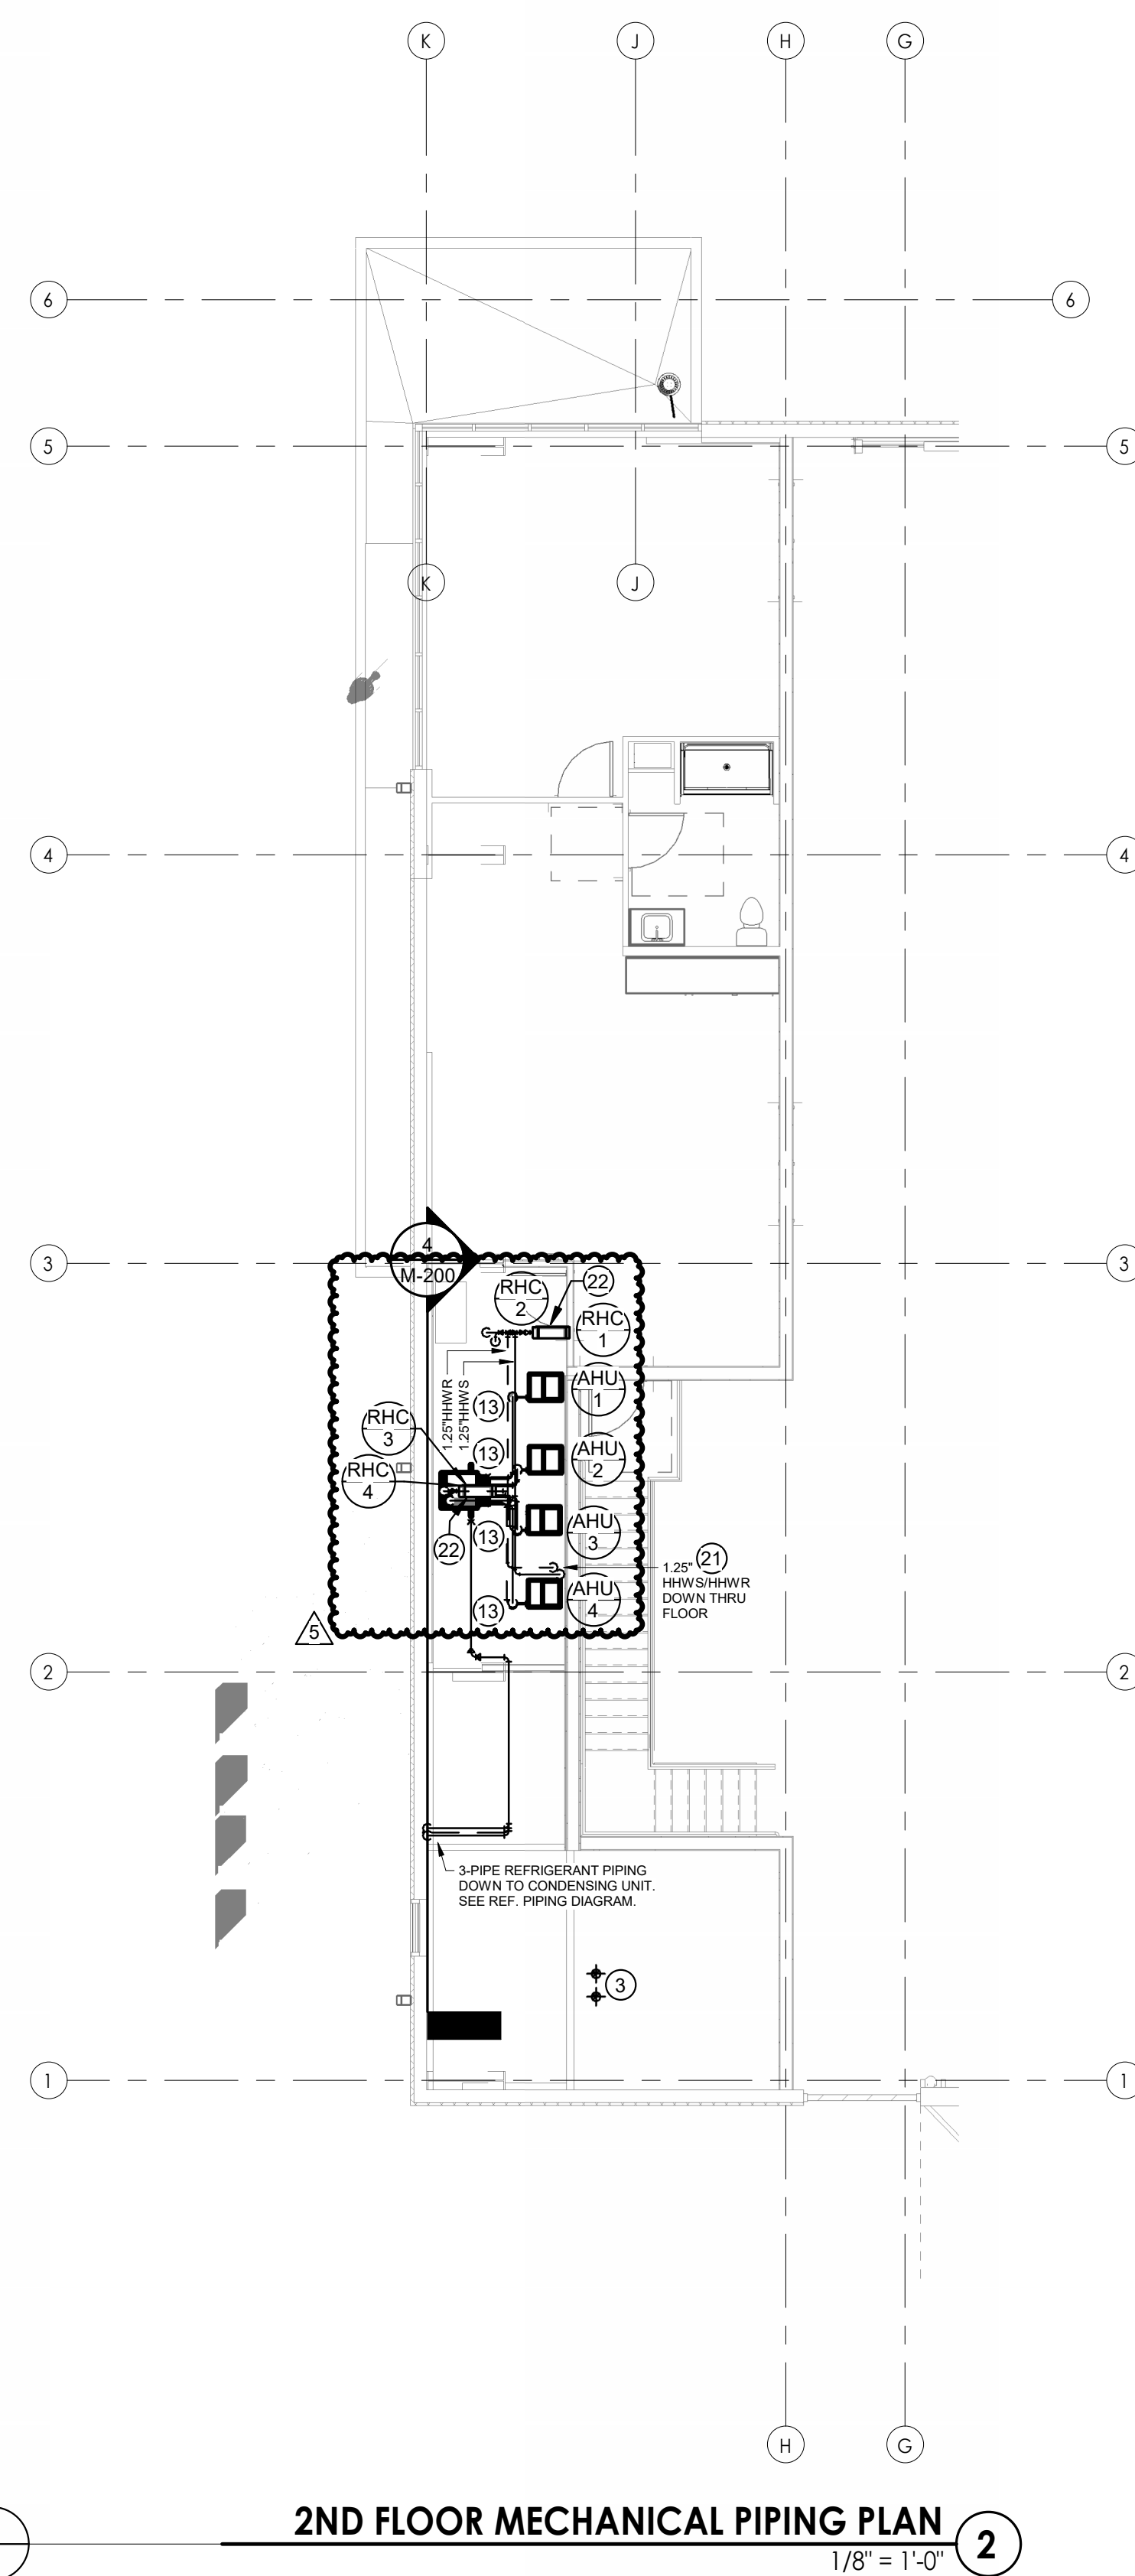 K J H G
6 6
5 5
K J
4 4
3 3
4
M-200
RHC
2
22
RHC
1
1.25"HHWR
1.25"HHWS
AHU
1
13
RHC
3
13
AHU
2
RHC
4
AHU
3
13
22
1.25" 21
HHWS/HHWR
DOWN THRU
FLOOR
AHU
4
13
5
2 2
3-PIPE REFRIGERANT PIPING
DOWN TO CONDENSING UNIT.
SEE REF. PIPING DIAGRAM.
3
1 1
H G
2ND FLOOR MECHANICAL PIPING PLAN 2
1/8" = 1'-0"